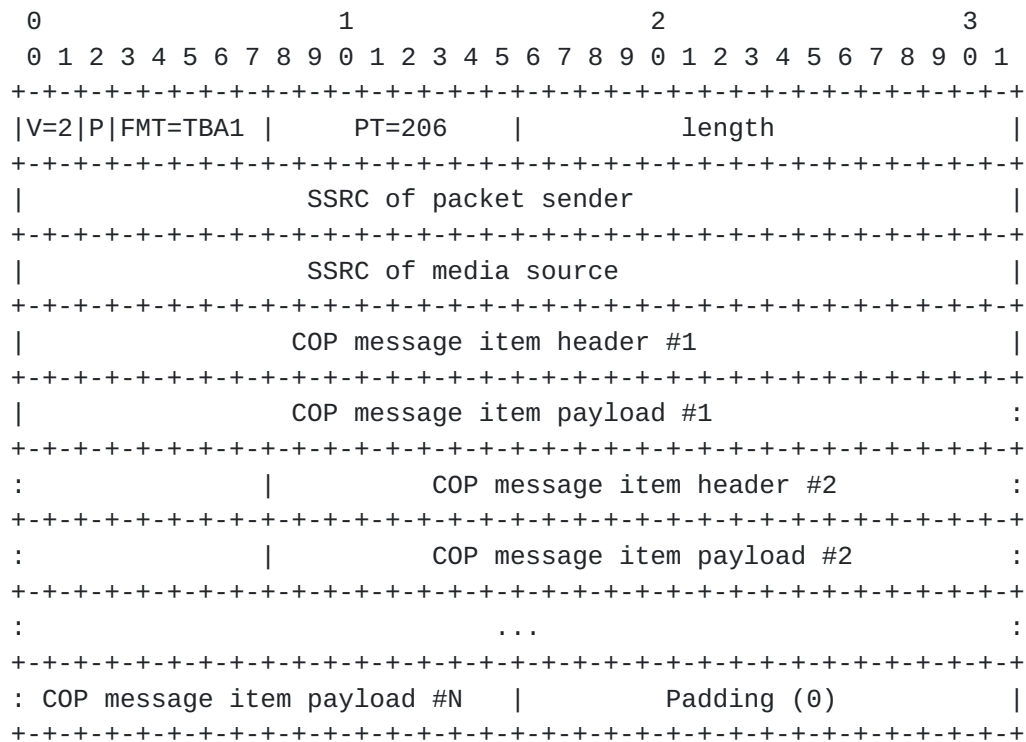 0                   1                   2                   3
 0 1 2 3 4 5 6 7 8 9 0 1 2 3 4 5 6 7 8 9 0 1 2 3 4 5 6 7 8 9 0 1
+-+-+-+-+-+-+-+-+-+-+-+-+-+-+-+-+-+-+-+-+-+-+-+-+-+-+-+-+-+-+-+-+
|V=2|P|FMT=TBA1 |     PT=206    |          length               |
+-+-+-+-+-+-+-+-+-+-+-+-+-+-+-+-+-+-+-+-+-+-+-+-+-+-+-+-+-+-+-+-+
|                  SSRC of packet sender                        |
+-+-+-+-+-+-+-+-+-+-+-+-+-+-+-+-+-+-+-+-+-+-+-+-+-+-+-+-+-+-+-+-+
|                  SSRC of media source                         |
+-+-+-+-+-+-+-+-+-+-+-+-+-+-+-+-+-+-+-+-+-+-+-+-+-+-+-+-+-+-+-+-+
|                 COP message item header #1                    |
+-+-+-+-+-+-+-+-+-+-+-+-+-+-+-+-+-+-+-+-+-+-+-+-+-+-+-+-+-+-+-+-+
|                 COP message item payload #1                   :
+-+-+-+-+-+-+-+-+-+-+-+-+-+-+-+-+-+-+-+-+-+-+-+-+-+-+-+-+-+-+-+-+
:               |          COP message item header #2           :
+-+-+-+-+-+-+-+-+-+-+-+-+-+-+-+-+-+-+-+-+-+-+-+-+-+-+-+-+-+-+-+-+
:               |          COP message item payload #2          :
+-+-+-+-+-+-+-+-+-+-+-+-+-+-+-+-+-+-+-+-+-+-+-+-+-+-+-+-+-+-+-+-+
:                              ...                              :
+-+-+-+-+-+-+-+-+-+-+-+-+-+-+-+-+-+-+-+-+-+-+-+-+-+-+-+-+-+-+-+-+
: COP message item payload #N   |         Padding (0)           |
+-+-+-+-+-+-+-+-+-+-+-+-+-+-+-+-+-+-+-+-+-+-+-+-+-+-+-+-+-+-+-+-+